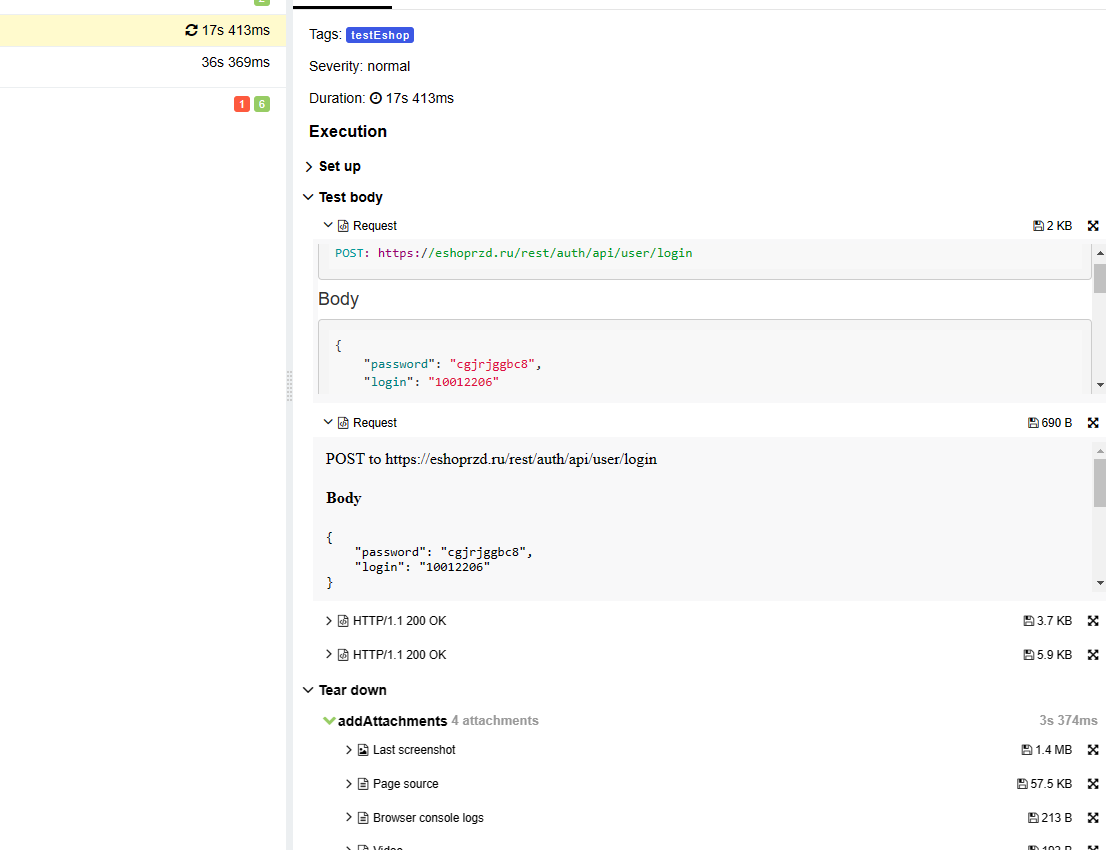 2
17s 413ms
36s 369ms
1 6
Tags: testEshop
Severity: normal
Duration: 17s 413ms
Execution
Set up
Test body
Request 2 KB
POST: https://eshoprzd.ru/rest/auth/api/user/login
Body
{
"password": "cgjrjggbc8",
"login": "10012206"
Request 690 B
POST to https://eshoprzd.ru/rest/auth/api/user/login
Body
{
"password": "cgjrjggbc8",
"login": "10012206"
}
HTTP/1.1 200 OK 3.7 KB
HTTP/1.1 200 OK 5.9 KB
Tear down
addAttachments 4 attachments 3s 374ms
Last screenshot 1.4 MB
Page source 57.5 KB
Browser console logs 213 B
Video 192 B